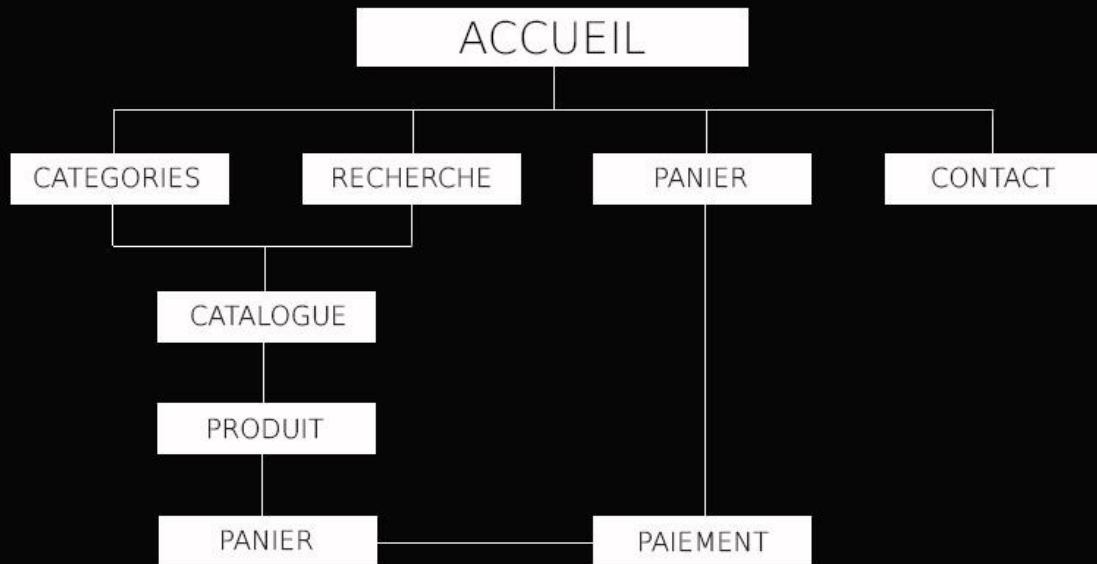 ACCUEIL
CATEGORIES
RECHERCHE
PANIER
CONTACT
CATALOGUE
PRODUIT
PANIER
PAIEMENT